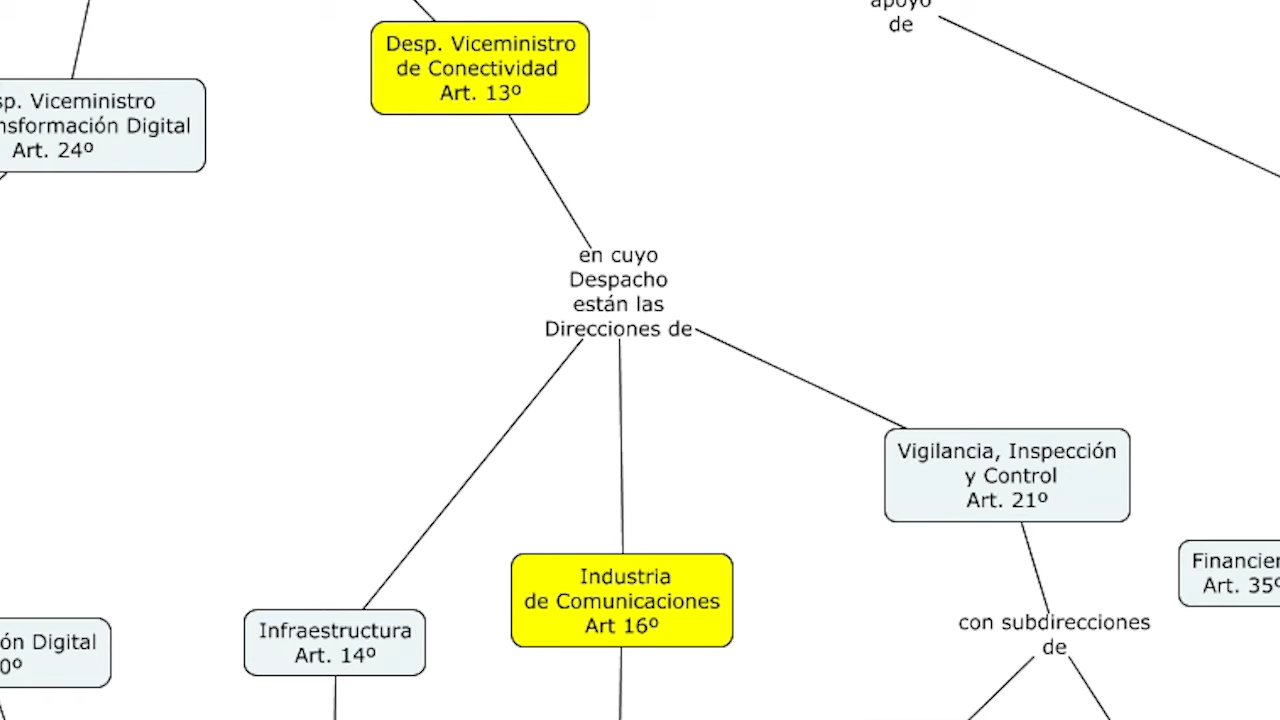 apoyo
de
Desp. Viceministro
de Conectividad
Art. 13º
sp. Viceministro
nsformación Digital
Art. 24º
en cuyo
Despacho
están las
Direcciones de
Vigilancia, Inspección
y Control
Art. 21º
Financier
Art. 35º
Industria
de Comunicaciones
Art 16º
Infraestructura
Art. 14º
ón Digital
0º
con subdirecciones
de